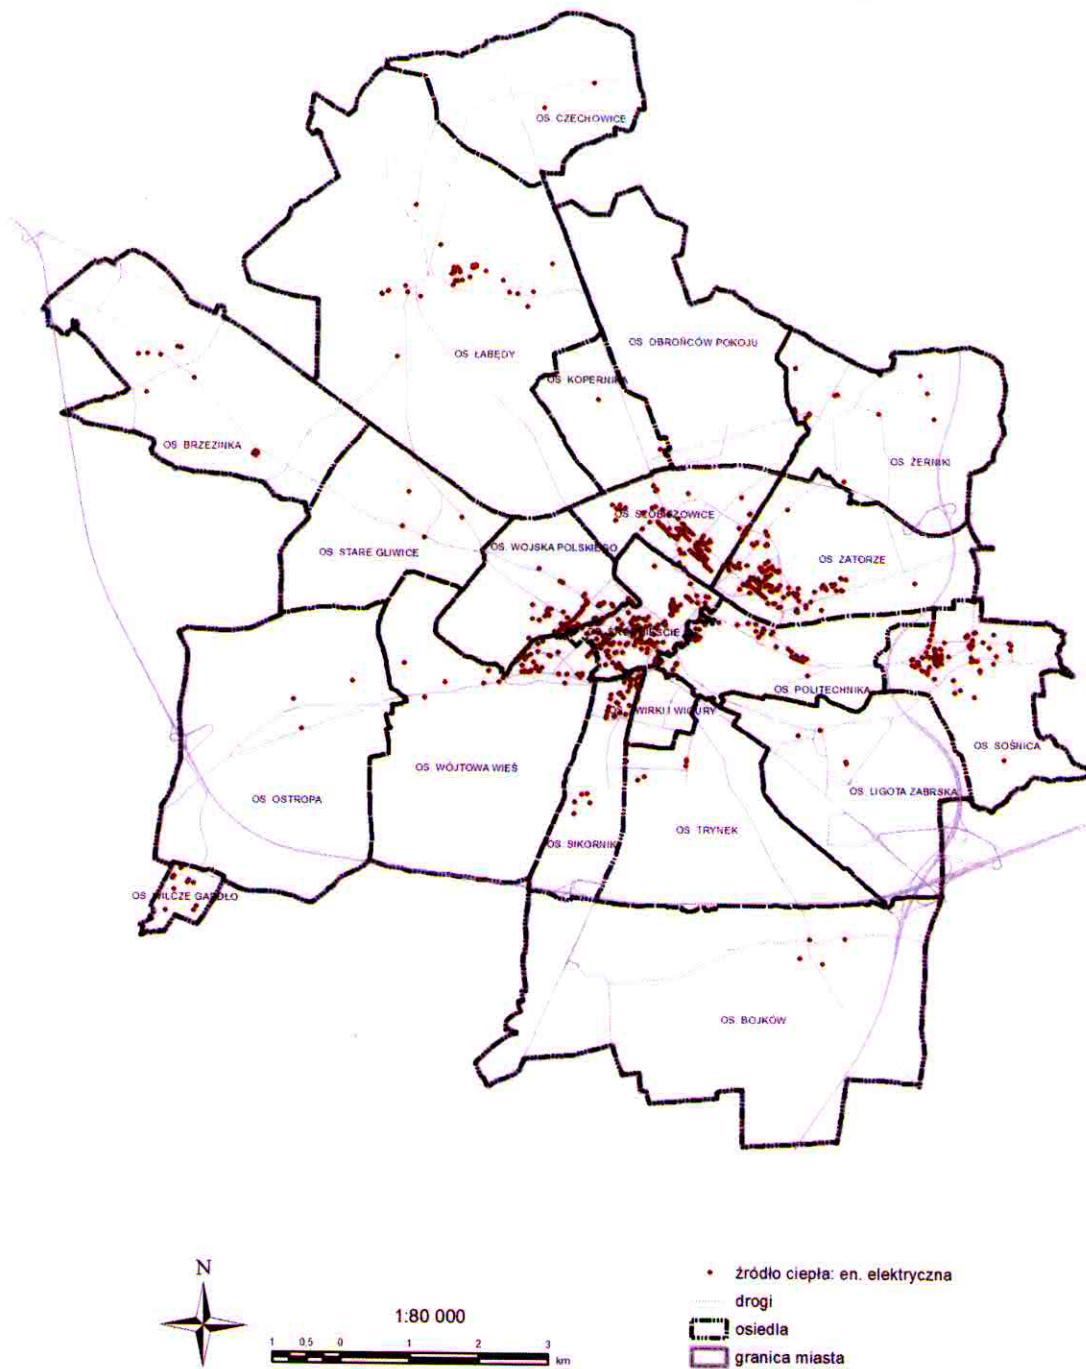 OS. CZECHOWICE
OS. OBROŃCÓW POKOJU
OS. ŁABĘDY
OS. KOPERNIKA
OS. BRZEZINKA
OS. ŻERNIKI
OS. SZOBISZOWICE
OS. STARE GLIWICE
OS. WOJSKA POLSKIEGO
OS. ZATORZE
OS. POLITECHNIKA
WIRKI I WIGURY
OS. SOŚNICA
OS. WÓJTOWA WIEŚ
OS. OSTROPA
OS. LIGOTA ZABRSKA
OS. TRYNEK
OS. SIKORNIK
OS. WILCZE GARDŁO
OS. BOJKÓW
N
1:80 000
1 0,5 0 1 2 3
km
źródło ciepła: en. elektryczna
drogi
osiedla
granica miasta